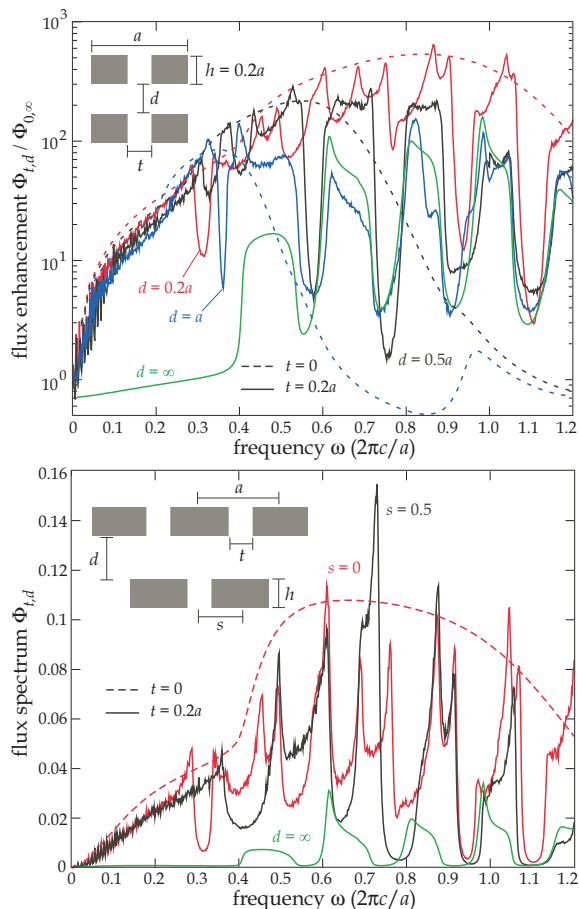 flux enhancement Φt,d / Φ0,∞
10³
10²
10¹
10⁰
a
h = 0.2a
d
t
d = 0.2a
d = a
d = ∞
t = 0
t = 0.2a
d = 0.5a
0 0.1 0.2 0.3 0.4 0.5 0.6 0.7 0.8 0.9 1.0 1.1 1.2
frequency ω (2πc/a)
flux spectrum Φt,d
0.16
0.14
0.12
0.1
0.08
0.06
0.04
0.02
0
a
d
t
h
s
s = 0.5
s = 0
t = 0
t = 0.2a
d = ∞
0 0.1 0.2 0.3 0.4 0.5 0.6 0.7 0.8 0.9 1.0 1.1 1.2
frequency ω (2πc/a)